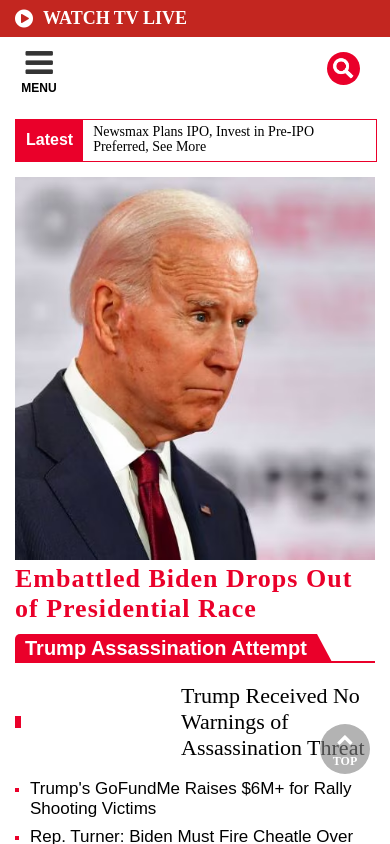 WATCH TV LIVE
MENU
Latest
Newsmax Plans IPO, Invest in Pre-IPO
Preferred, See More
Embattled Biden Drops Out
of Presidential Race
Trump Assassination Attempt
Trump Received No
Warnings of
Assassination Threat
TOP
Trump's GoFundMe Raises $6M+ for Rally
Shooting Victims
Rep. Turner: Biden Must Fire Cheatle Over